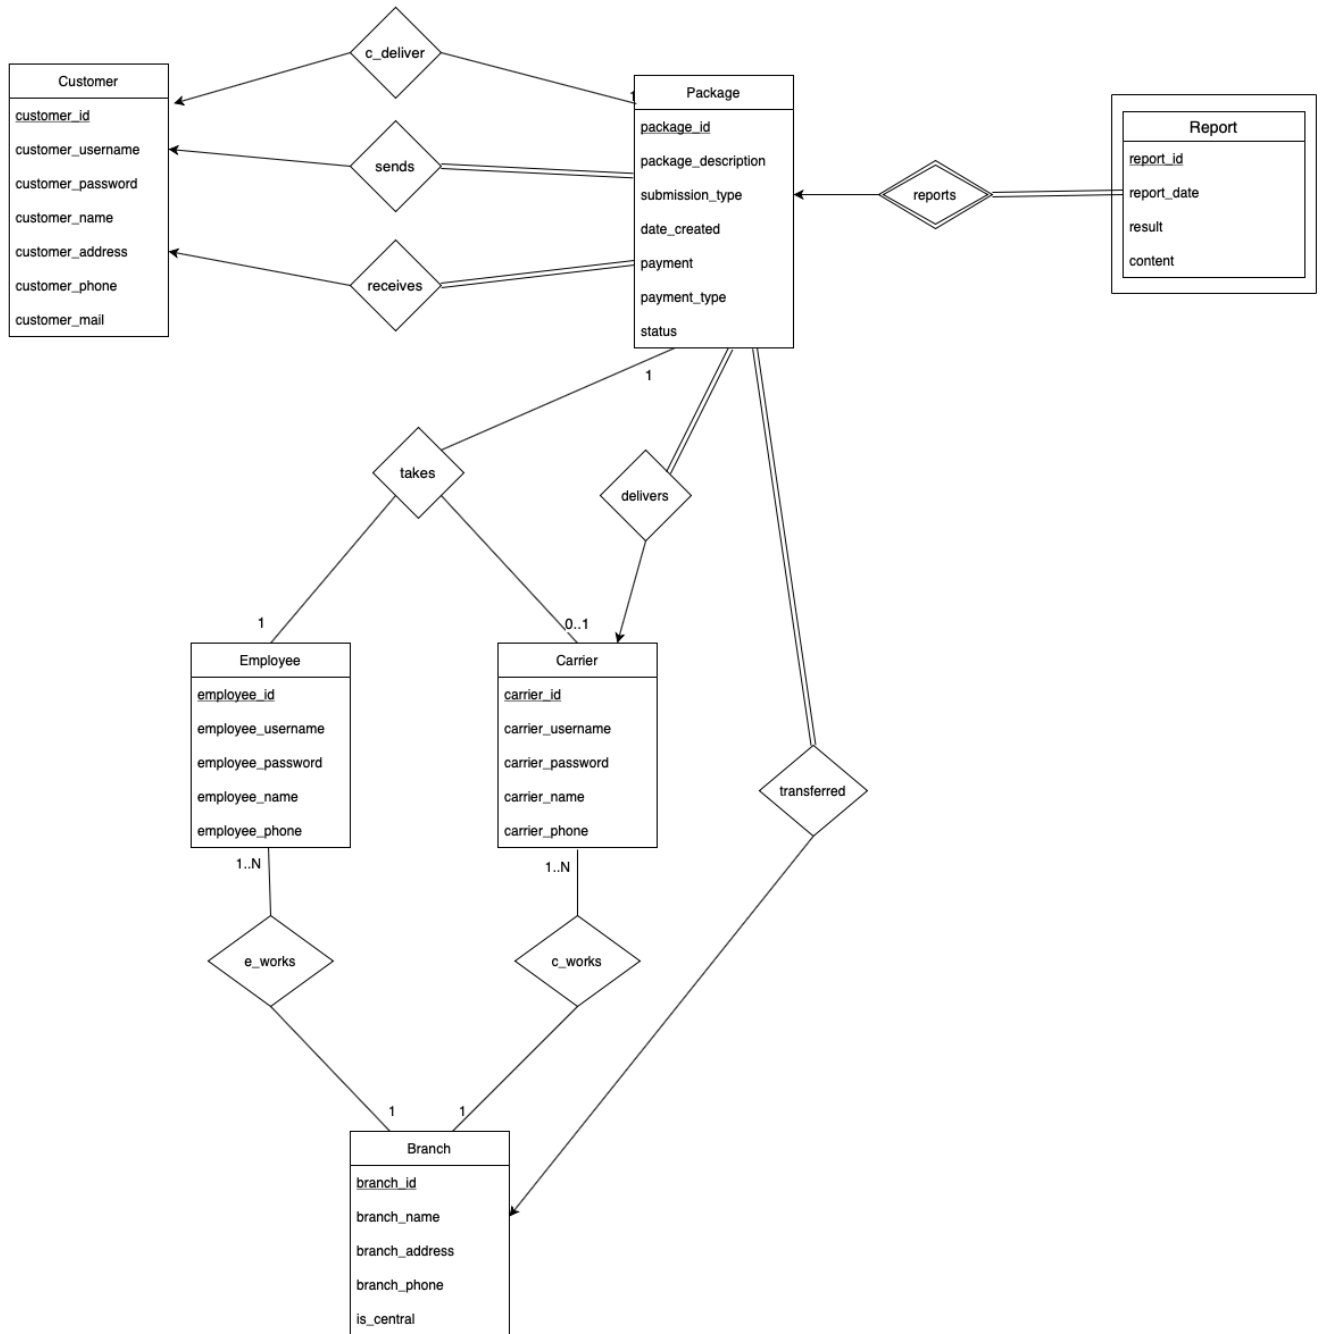 c_deliver
Customer
customer_id
customer_username
customer_password
customer_name
customer_address
customer_phone
customer_mail
sends
receives
1
Package
package_id
package_description
submission_type
date_created
payment
payment_type
status
reports
Report
report_id
report_date
result
content
1
takes
delivers
1
0..1
Employee
employee_id
employee_username
employee_password
employee_name
employee_phone
Carrier
carrier_id
carrier_username
carrier_password
carrier_name
carrier_phone
transferred
1..N
1..N
e_works
c_works
1
1
Branch
branch_id
branch_name
branch_address
branch_phone
is_central